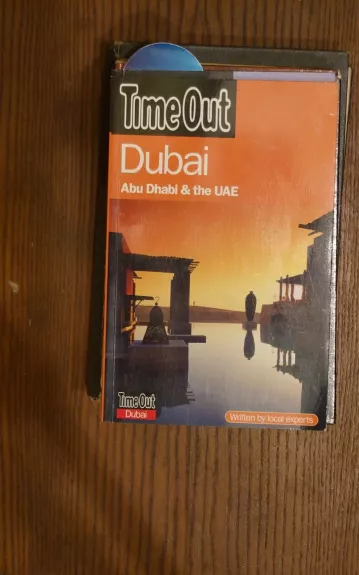 Time Out
Dubai
Abu Dhabi & the UAE
Time Out
Dubai
Written by local experts